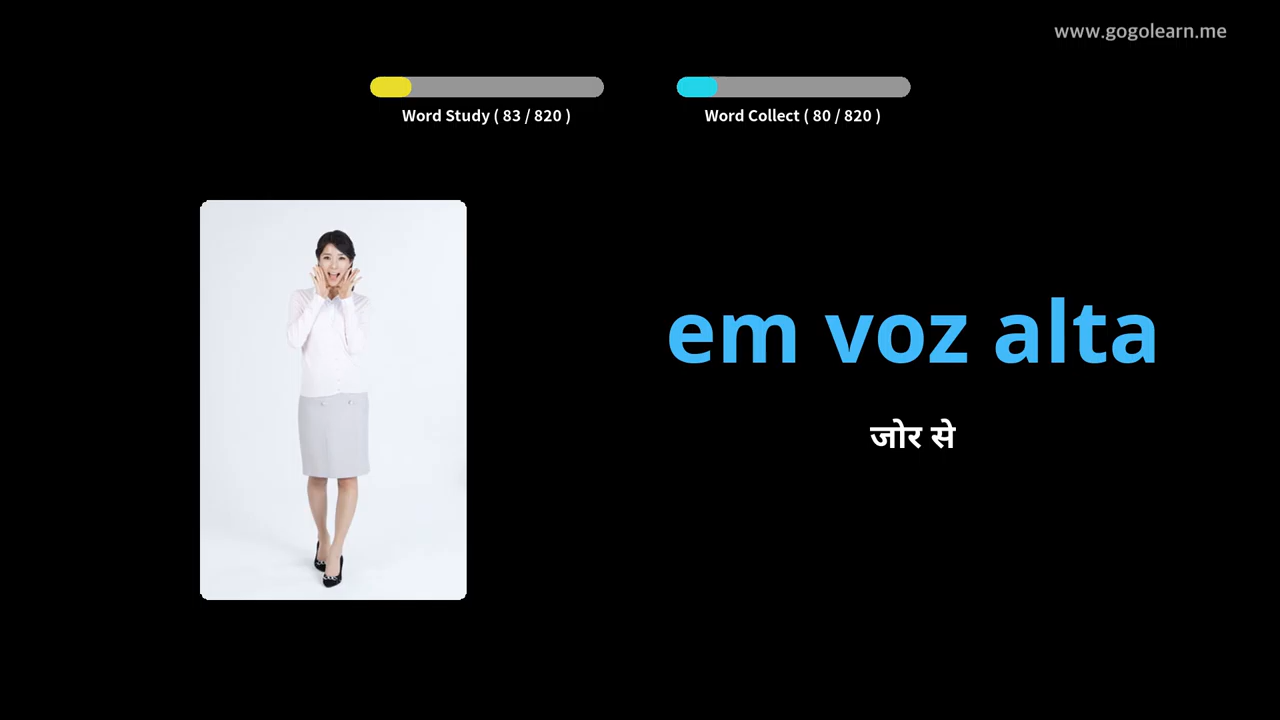 www.gogolearn.me
Word Study ( 83 / 820 )
Word Collect ( 80 / 820 )
em voz alta
जोर से